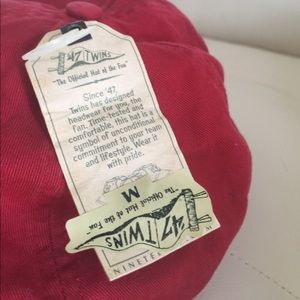 '47 TWINS
"The Official Hat of the Fan"
Since '47,
Twins has designed
headwear for you, the
fan. Time-tested and
comfortable, this hat is a
symbol of unconditional
commitment to your team
and lifestyle. Wear it
with pride.
M
"The Official Hat of the Fan"
'47
TWINS